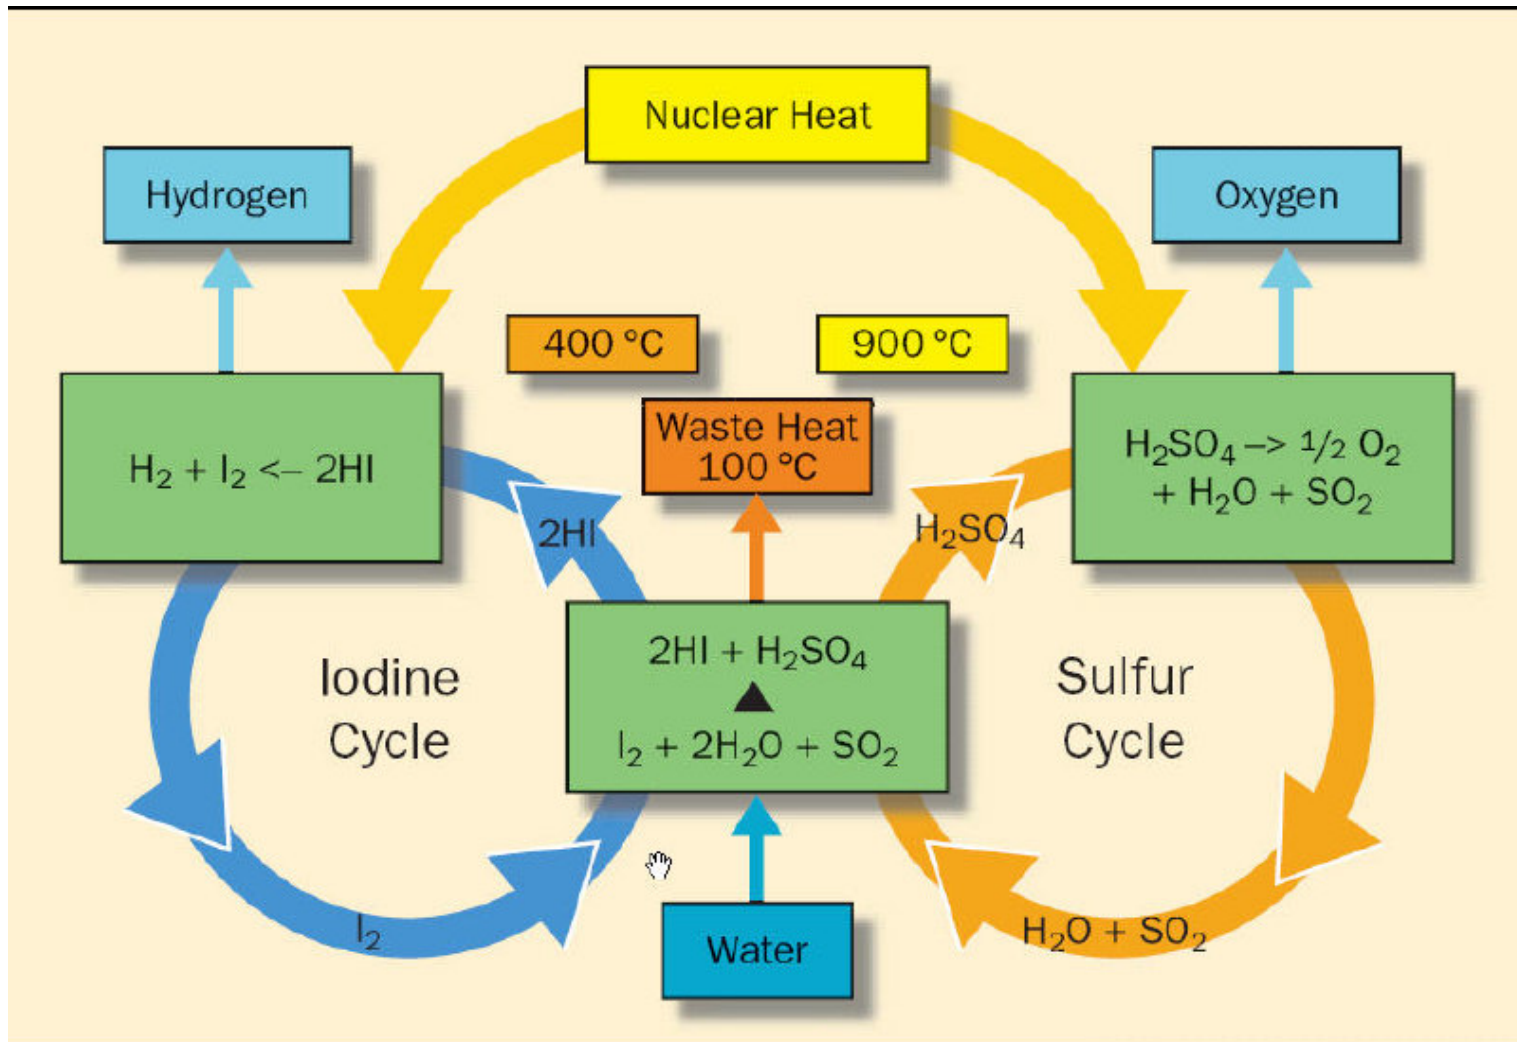 Nuclear Heat
Hydrogen
Oxygen
400 °C
900 °C
Waste Heat
100 °C
H₂ + I₂ <– 2HI
H₂SO₄ –> 1/2 O₂
+ H₂O + SO₂
2HI
H₂SO₄
2HI + H₂SO₄
▲
I₂ + 2H₂O + SO₂
Iodine
Cycle
Sulfur
Cycle
I₂
H₂O + SO₂
Water